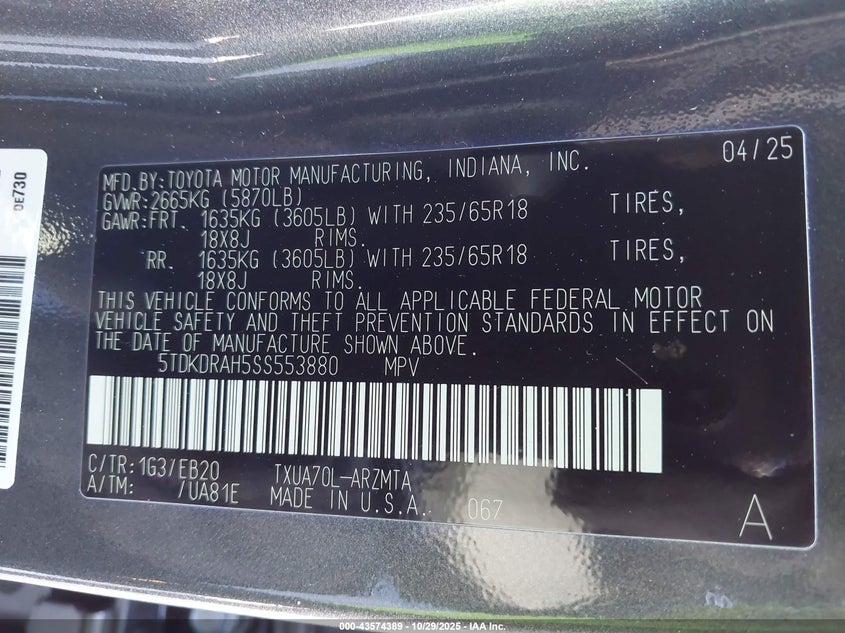 0E730
04/25
MFD.BY:TOYOTA MOTOR MANUFACTURING, INDIANA, INC.
GVWR:2665KG (5870LB)
GAWR:FRT. 1635KG (3605LB) WITH 235/65R18 TIRES,
18X8J RIMS.
RR. 1635KG (3605LB) WITH 235/65R18 TIRES,
18X8J RIMS.
THIS VEHICLE CONFORMS TO ALL APPLICABLE FEDERAL MOTOR
VEHICLE SAFETY AND THEFT PREVENTION STANDARDS IN EFFECT ON
THE DATE OF MANUFACTURE SHOWN ABOVE.
5TDKDRAH5SS553880 MPV
C/TR:1G3/EB20 TXUA70L-ARZMTA
A/TM: /UA81E MADE IN U.S.A. 067
A
000-43574389 - 10/29/2025 - IAA Inc.